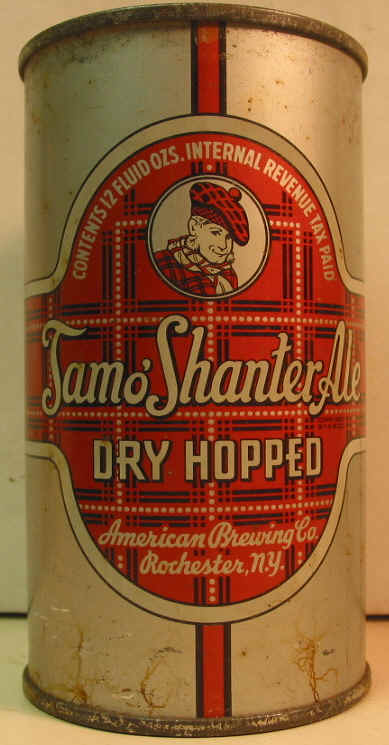 CONTENTS 12 FLUID OZS. INTERNAL REVENUE TAX PAID
Tam o' Shanter Ale
DRY HOPPED
American Brewing Co.
Rochester, N.Y.